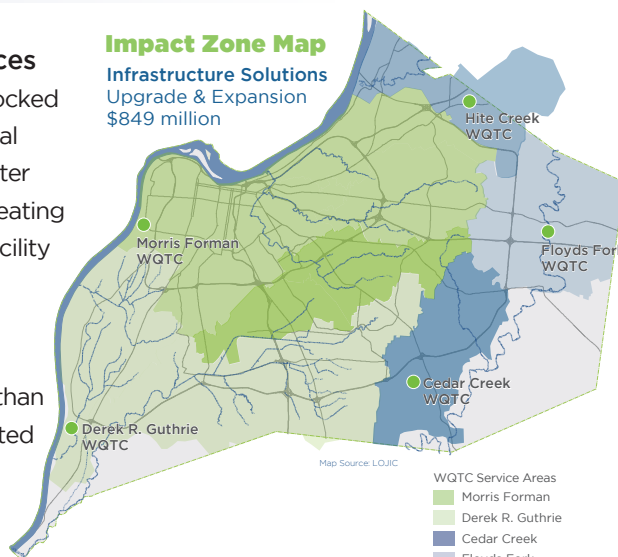 ces
ocked
al
ter
eating
cility
than
ted
Impact Zone Map
Infrastructure Solutions
Upgrade & Expansion
$849 million
Hite Creek
WQTC
Morris Forman
WQTC
Floyds For
WQTC
Cedar Creek
WQTC
Derek R. Guthrie
WQTC
Map Source: LOJIC
WQTC Service Areas
Morris Forman
Derek R. Guthrie
Cedar Creek
Floyds Fork